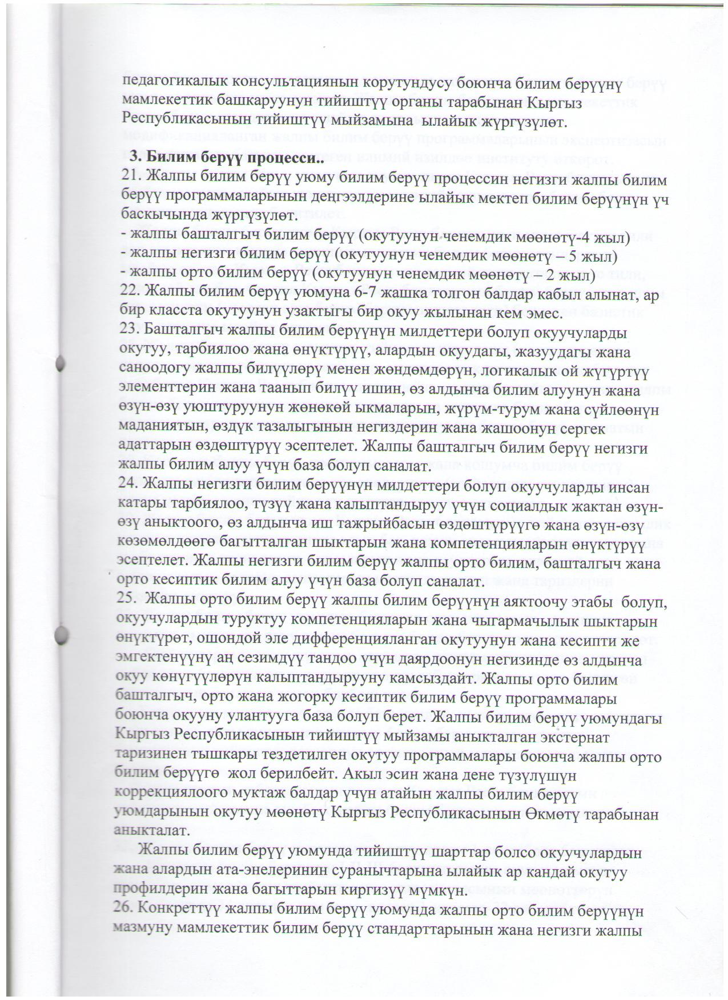 педагогикалык консультациянын корутундусу боюнча билим берүүнү
мамлекеттик башкаруунун тийиштүү органы тарабынан Кыргыз
Республикасынын тийиштүү мыйзамына ылайык жүргүзүлөт.
3. Билим берүү процесси..
21. Жалпы билим берүү уюму билим берүү процессин негизги жалпы билим
берүү программаларынын деңгээлдерине ылайык мектеп билим берүүнүн үч
баскычында жүргүзүлөт.
- жалпы башталгыч билим берүү (окутуунун ченемдик мөөнөтү-4 жыл)
- жалпы негизги билим берүү (окутуунун ченемдик мөөнөтү – 5 жыл)
- жалпы орто билим берүү (окутуунун ченемдик мөөнөтү – 2 жыл)
22. Жалпы билим берүү уюмуна 6-7 жашка толгон балдар кабыл алынат, ар
бир класста окутуунун узактыгы бир окуу жылынан кем эмес.
23. Башталгыч жалпы билим берүүнүн милдеттери болуп окуучуларды
окутуу, тарбиялоо жана өнүктүрүү, алардын окуудагы, жазуудагы жана
саноодогу жалпы билүүлөрү менен жөндөмдөрүн, логикалык ой жүгүртүү
элементтерин жана таанып билүү ишин, өз алдынча билим алуунун жана
өзүн-өзү уюштуруунун жөнөкөй ыкмаларын, жүрүм-турум жана сүйлөөнүн
маданиятын, өздүк тазалыгынын негиздерин жана жашоонун сергек
адаттарын өздөштүрүү эсептелет. Жалпы башталгыч билим берүү негизги
жалпы билим алуу үчүн база болуп саналат.
24. Жалпы негизги билим берүүнүн милдеттери болуп окуучуларды инсан
катары тарбиялоо, түзүү жана калыптандыруу үчүн социалдык жактан өзүн-
өзү аныктоого, өз алдынча иш тажрыйбасын өздөштүрүүгө жана өзүн-өзү
көзөмөлдөөгө багытталган шыктарын жана компетенцияларын өнүктүрүү
эсептелет. Жалпы негизги билим берүү жалпы орто билим, башталгыч жана
орто кесиптик билим алуу үчүн база болуп саналат.
25. Жалпы орто билим берүү жалпы билим берүүнүн аяктоочу этабы болуп,
окуучулардын туруктуу компетенцияларын жана чыгармачылык шыктарын
өнүктүрөт, ошондой эле дифференцияланган окутуунун жана кесипти же
эмгектенүүнү аң сезимдүү тандоо үчүн даярдоонун негизинде өз алдынча
окуу көнүгүүлөрүн калыптандырууну камсыздайт. Жалпы орто билим
башталгыч, орто жана жогорку кесиптик билим берүү программалары
боюнча окууну улантууга база болуп берет. Жалпы билим берүү уюмундагы
Кыргыз Республикасынын тийиштүү мыйзамы аныкталган экстернат
таризинен тышкары тездетилген окутуу программалары боюнча жалпы орто
билим берүүгө жол берилбейт. Акыл эсин жана дене түзүлүшүн
коррекциялоого муктаж балдар үчүн атайын жалпы билим берүү
уюмдарынын окутуу мөөнөтү Кыргыз Республикасынын Өкмөтү тарабынан
аныкталат.
Жалпы билим берүү уюмунда тийиштүү шарттар болсо окуучулардын
жана алардын ата-энелеринин суранычтарына ылайык ар кандай окутуу
профилдерин жана багыттарын киргизүү мүмкүн.
26. Конкреттүү жалпы билим берүү уюмунда жалпы орто билим берүүнүн
мазмуну мамлекеттик билим берүү стандарттарынын жана негизги жалпы